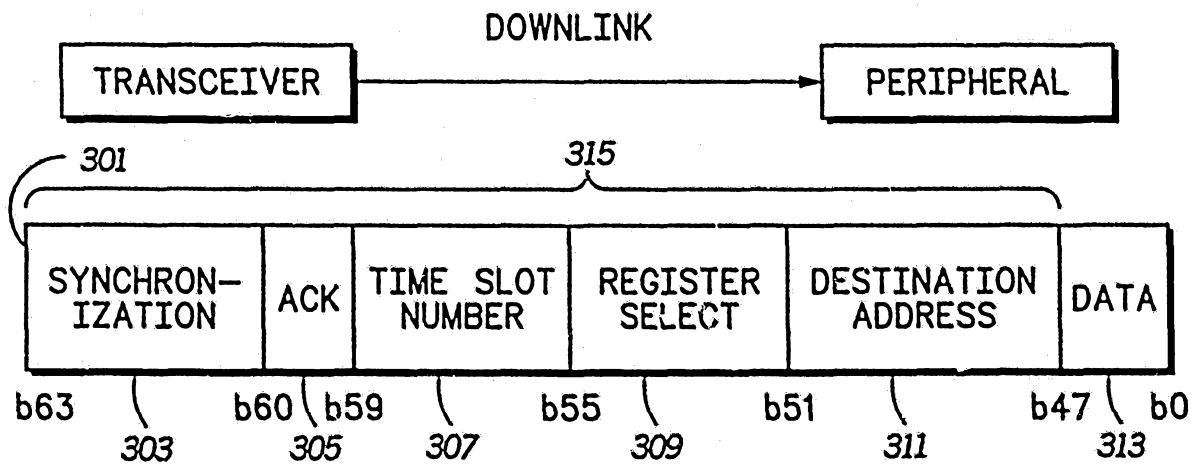 DOWNLINK
TRANSCEIVER
PERIPHERAL
301
315
SYNCHRON-
IZATION
ACK
TIME SLOT
NUMBER
REGISTER
SELECT
DESTINATION
ADDRESS
DATA
b63
b60
b59
b55
b51
b47
b0
303
305
307
309
311
313